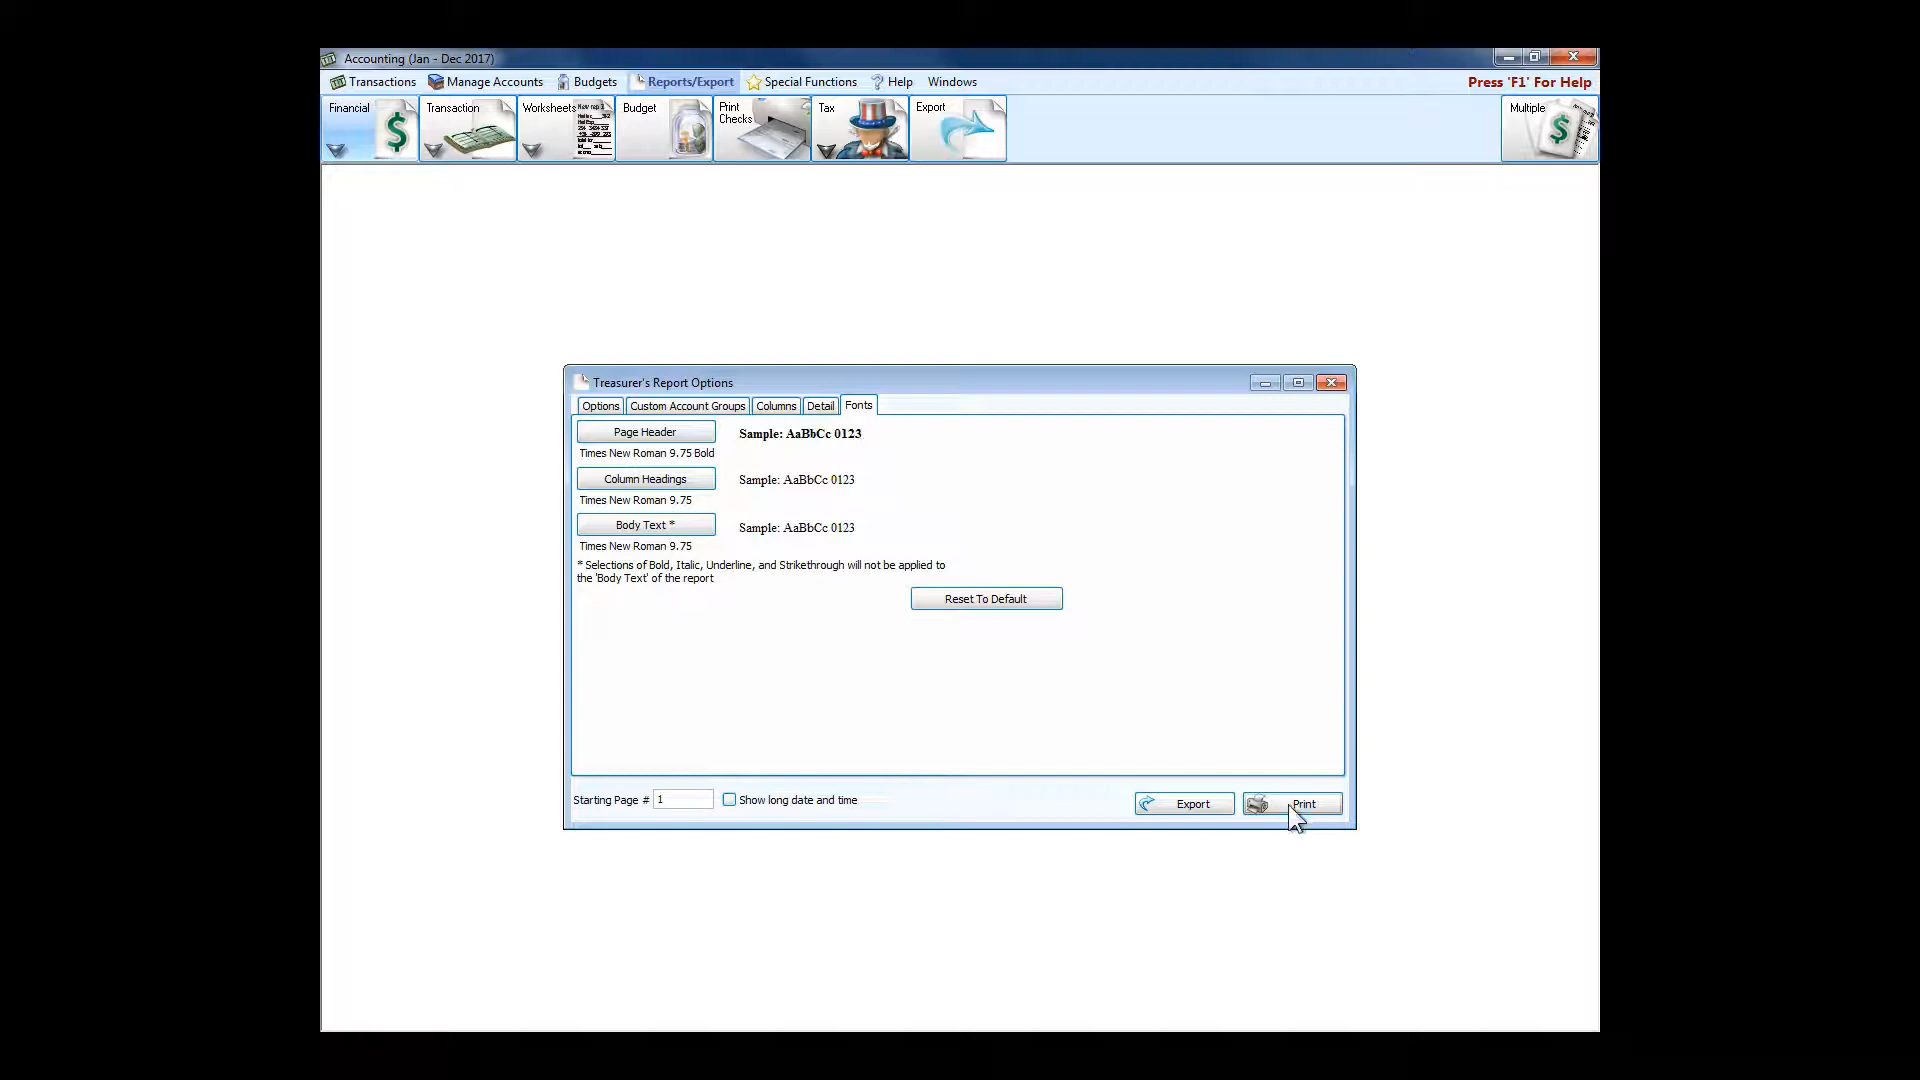 Accounting (Jan - Dec 2017)
Transactions Manage Accounts Budgets Reports/Export Special Functions Help Windows Press 'F1' For Help
Financial Transaction Worksheets Budget Print Checks Tax Export Multiple
Treasurer's Report Options
Options Custom Account Groups Columns Detail Fonts
Page Header Sample: AaBbCc 0123
Times New Roman 9.75 Bold
Column Headings Sample: AaBbCc 0123
Times New Roman 9.75
Body Text * Sample: AaBbCc 0123
Times New Roman 9.75
* Selections of Bold, Italic, Underline, and Strikethrough will not be applied to
the 'Body Text' of the report
Reset To Default
Starting Page # 1 Show long date and time Export Print